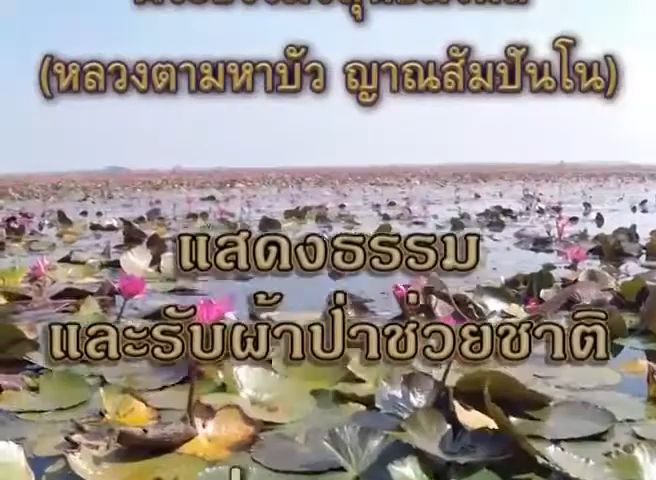 (หลวงตามหาบัว ญาณสัมปันโน)
แสดงธรรม
และรับผ้าป่าช่วยชาติ